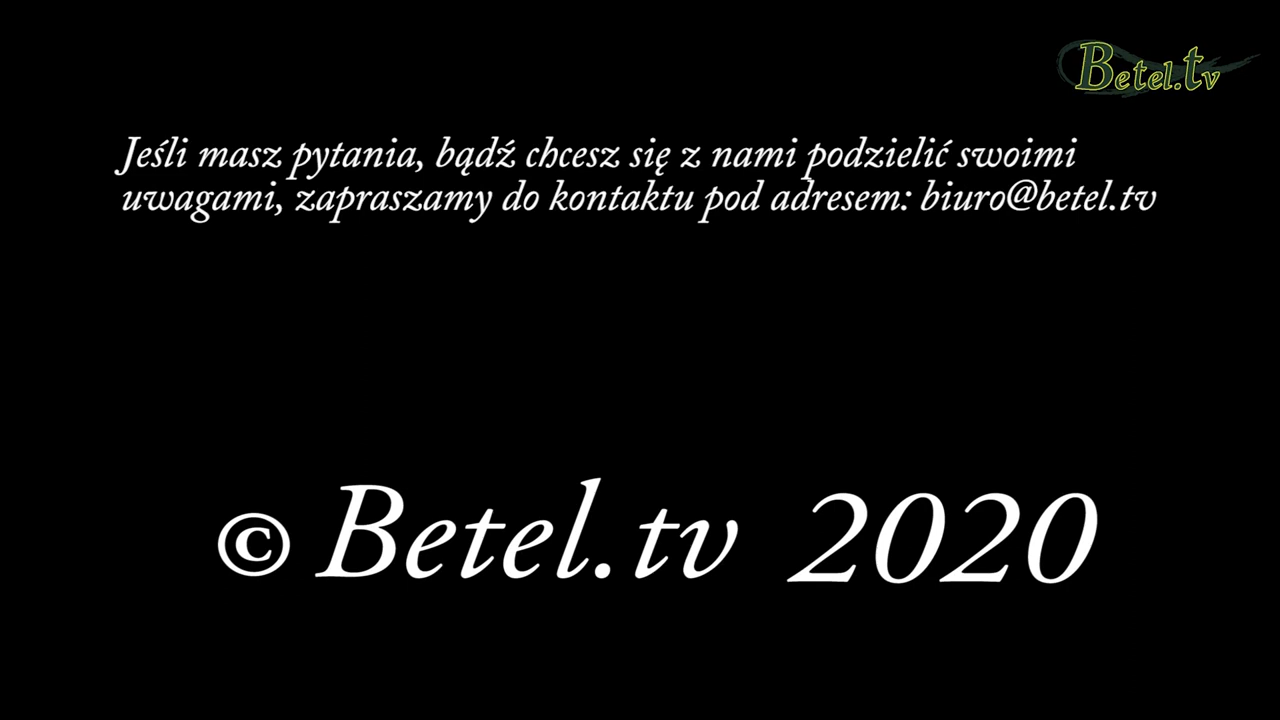 Betel.tv
Jeśli masz pytania, bądź chcesz się z nami podzielić swoimi
uwagami, zapraszamy do kontaktu pod adresem: biuro@betel.tv
© Betel.tv 2020